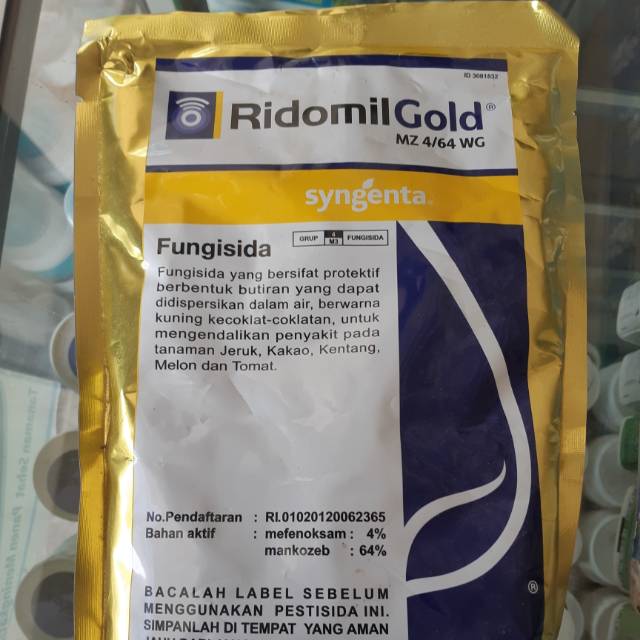 ID 3081832
RidomilGold®
MZ 4/64 WG
syngenta®
Fungisida
GRUP 4 M3 FUNGISIDA
Fungisida yang bersifat protektif
berbentuk butiran yang dapat
didispersikan dalam air, berwarna
kuning kecoklat-coklatan, untuk
mengendalikan penyakit pada
tanaman Jeruk, Kakao, Kentang,
Melon dan Tomat.
No.Pendaftaran : RI.01020120062365
Bahan aktif : mefenoksam : 4%
mankozeb : 64%
BACALAH LABEL SEBELUM
MENGGUNAKAN PESTISIDA INI.
SIMPANLAH DI TEMPAT YANG AMAN
®
Tanaman Sehat